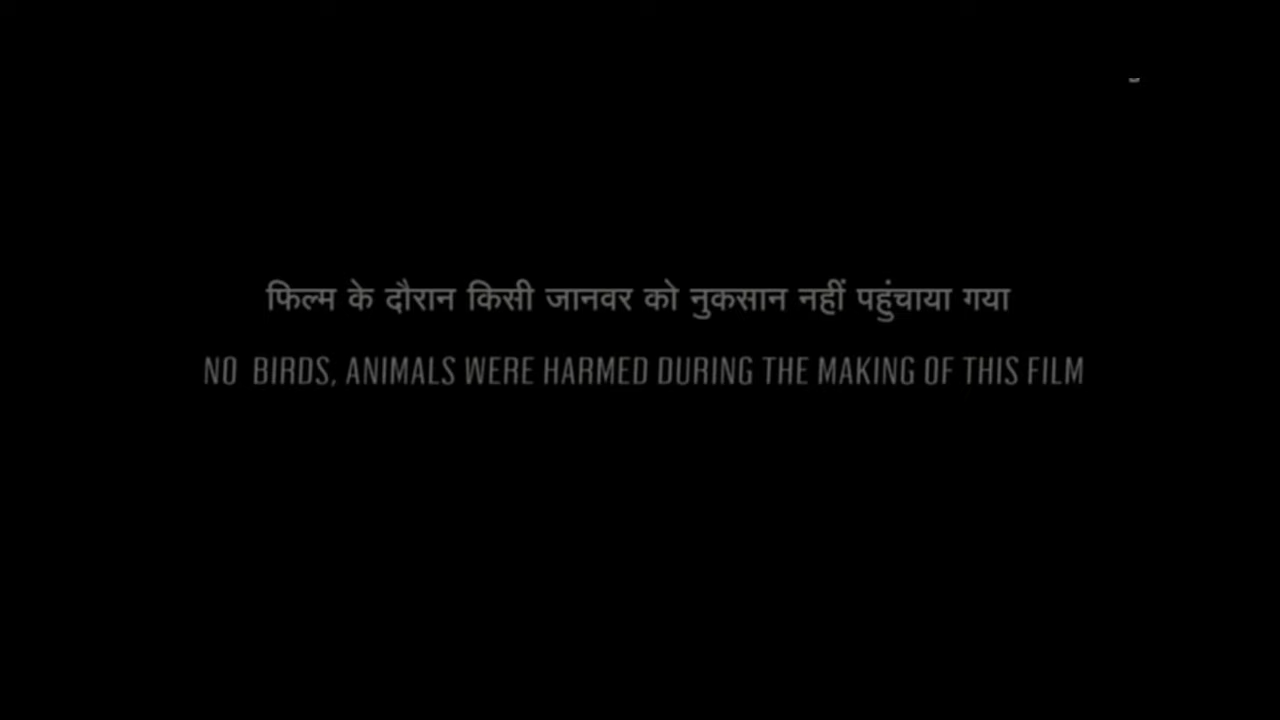 फिल्म के दौरान किसी जानवर को नुकसान नहीं पहुंचाया गया
NO BIRDS, ANIMALS WERE HARMED DURING THE MAKING OF THIS FILM